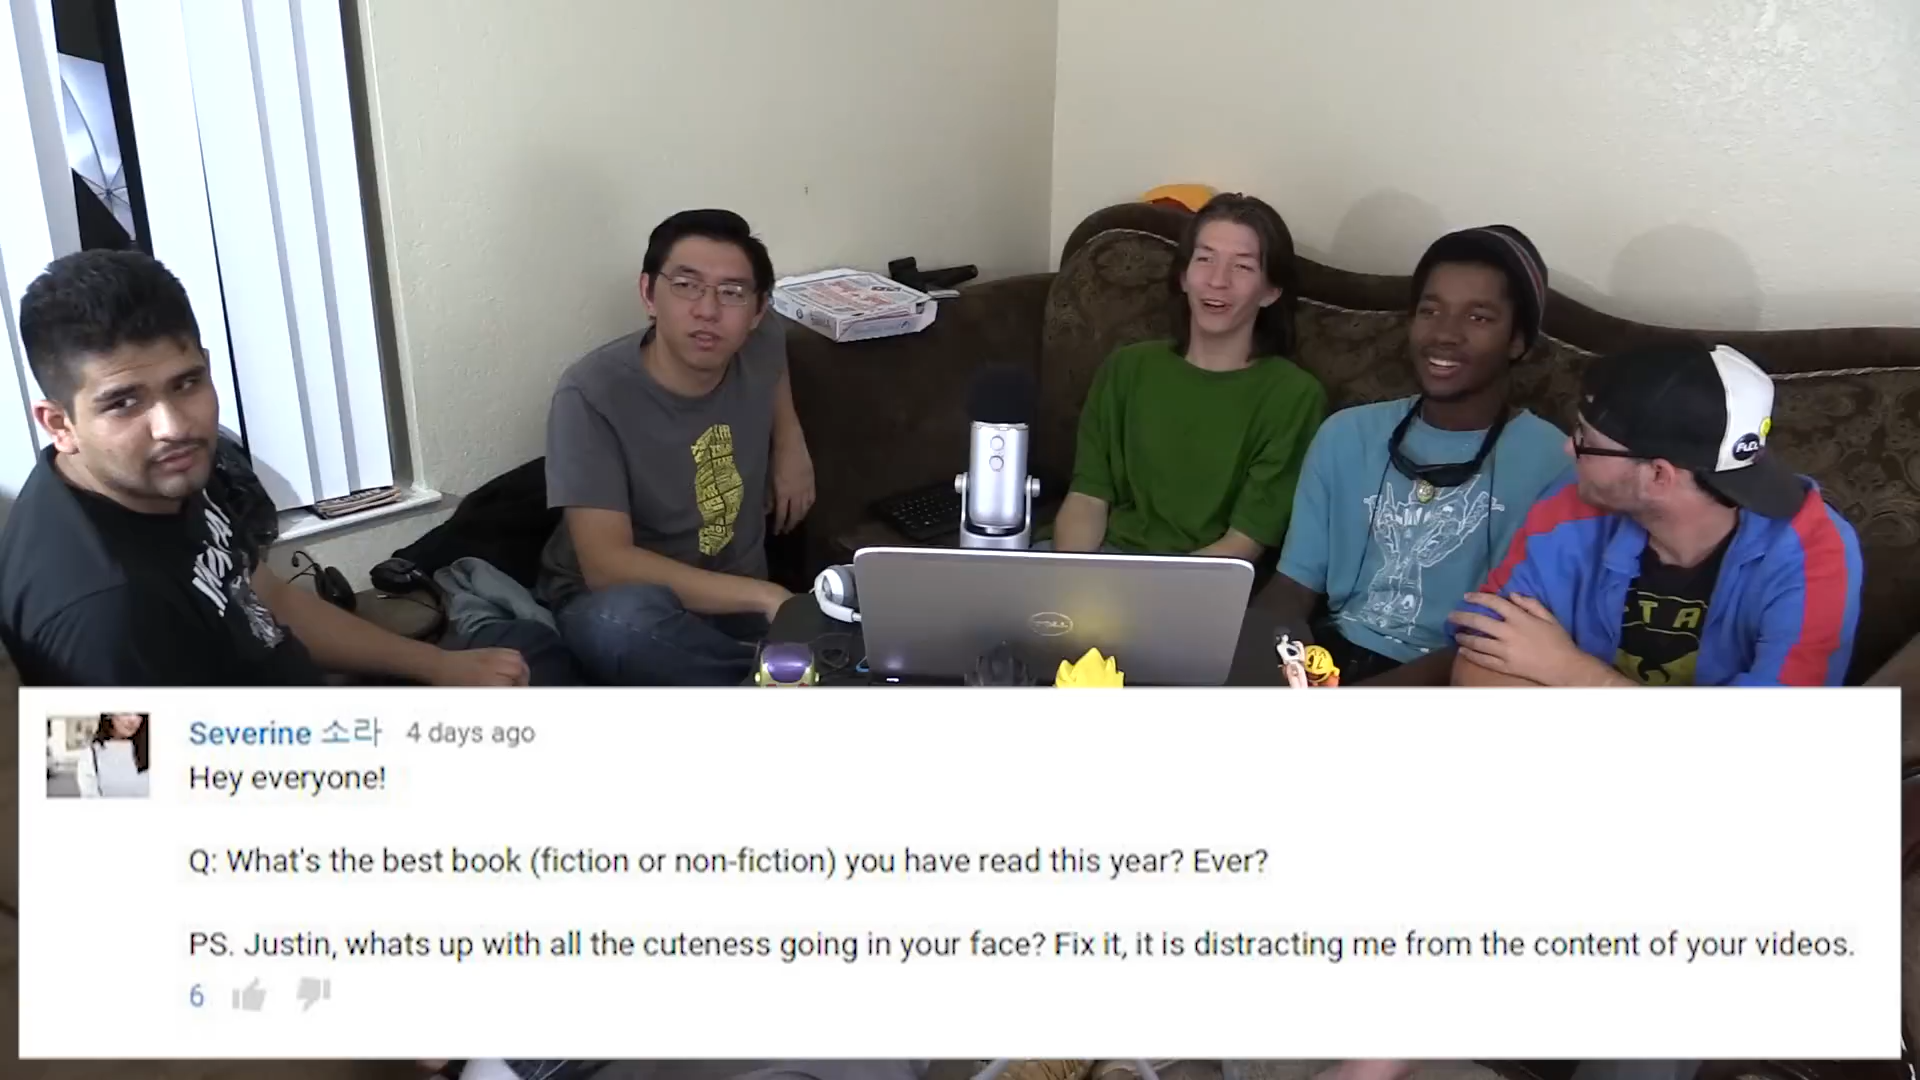 Severine 소라 4 days ago
Hey everyone!
Q: What's the best book (fiction or non-fiction) you have read this year? Ever?
PS. Justin, whats up with all the cuteness going in your face? Fix it, it is distracting me from the content of your videos.
6
DELL